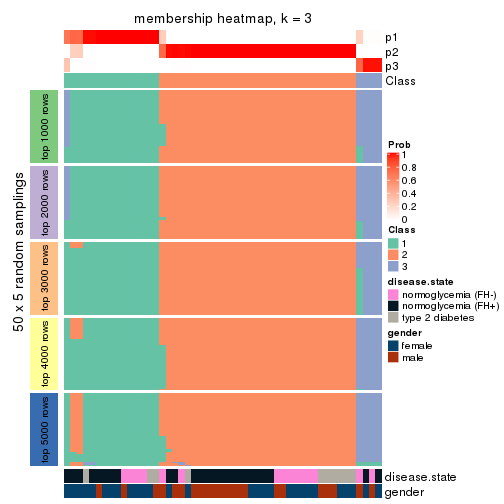 membership heatmap, k = 3
p1
p2
p3
Class
50 x 5 random samplings
top 1000 rows
top 2000 rows
top 3000 rows
top 4000 rows
top 5000 rows
Prob
1
0.8
0.6
0.4
0.2
0
Class
1
2
3
disease.state
normoglycemia (FH-)
normoglycemia (FH+)
type 2 diabetes
gender
female
male
disease.state
gender